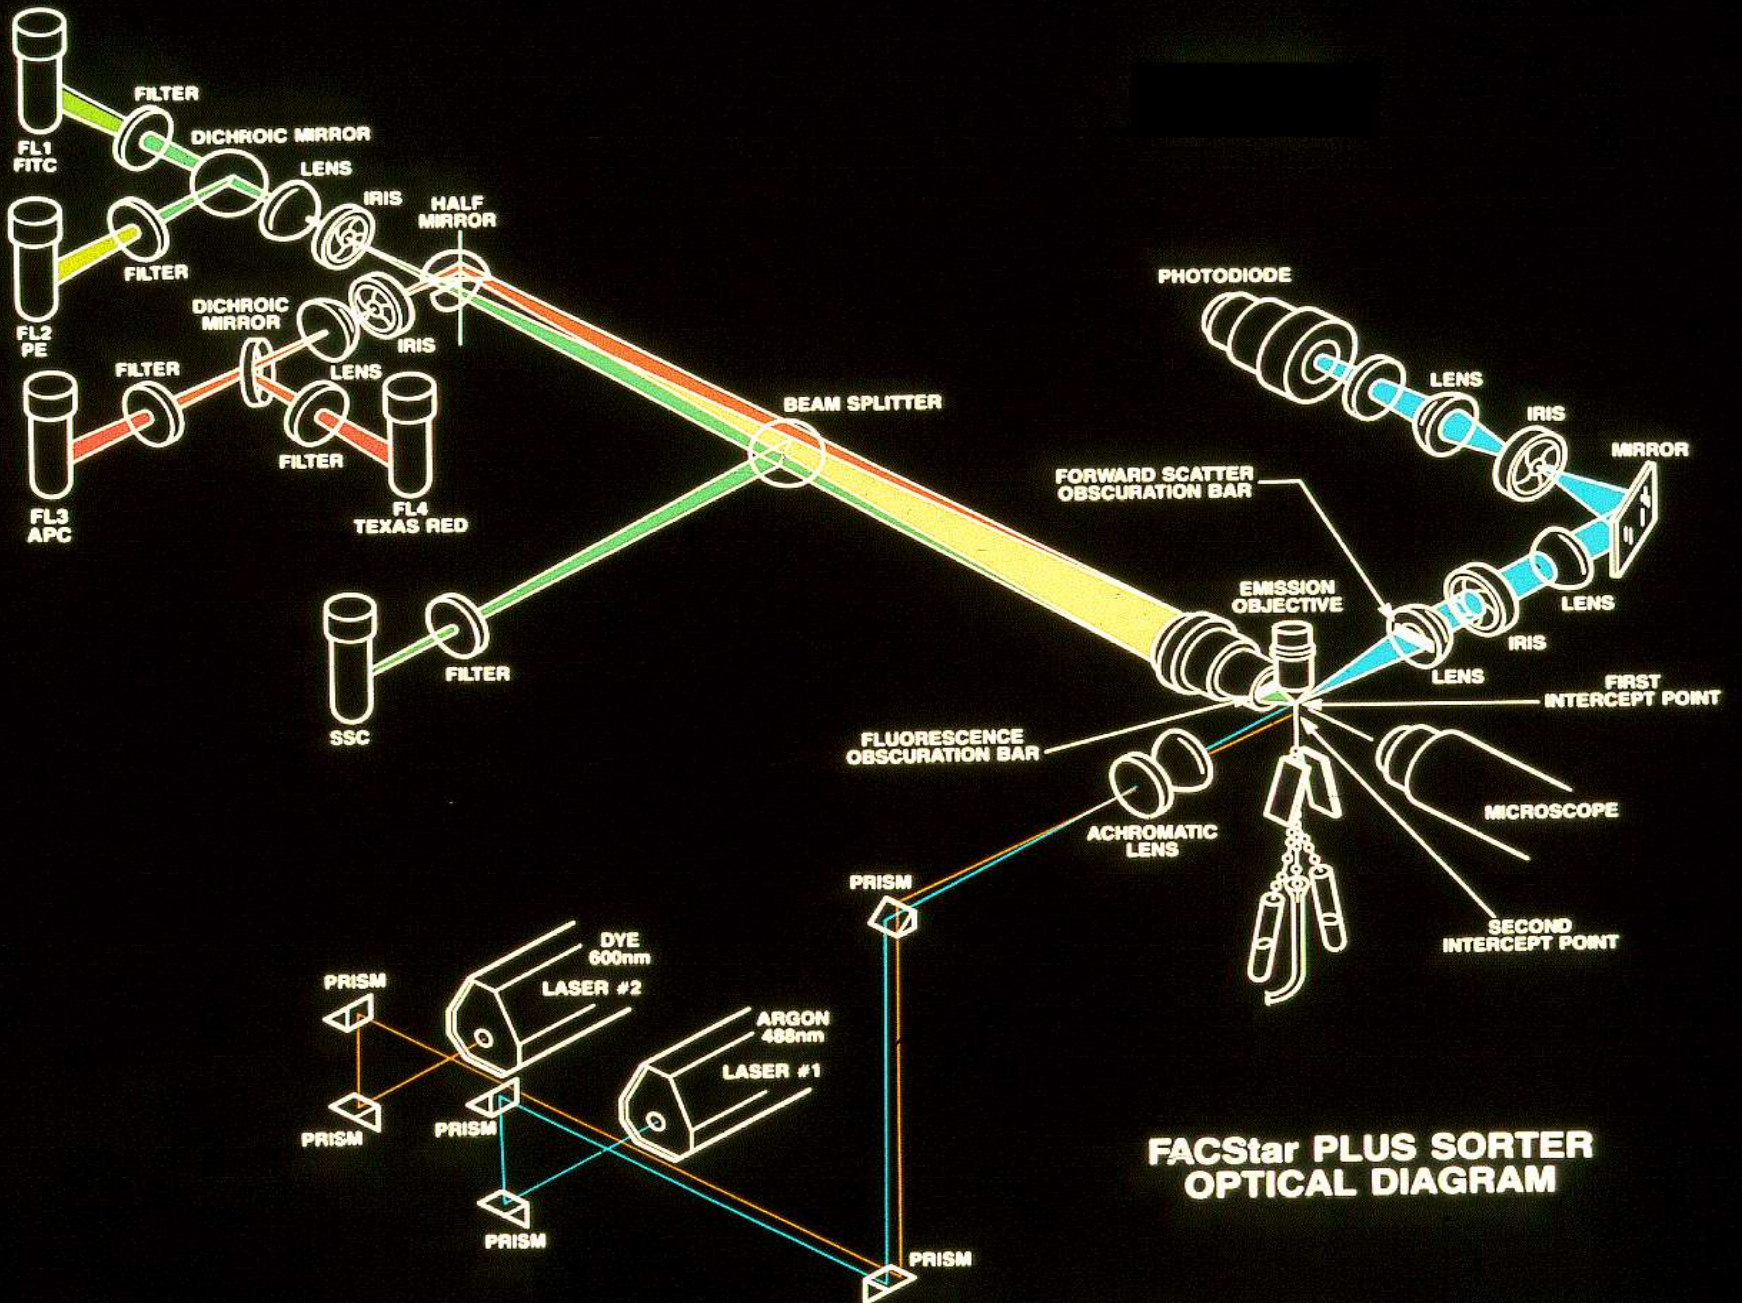 FILTER
FL1
FITC
DICHROIC MIRROR
LENS
IRIS
HALF
MIRROR
FILTER
FL2
PE
DICHROIC
MIRROR
IRIS
LENS
FILTER
FILTER
FL3
APC
FL4
TEXAS RED
BEAM SPLITTER
FILTER
SSC
PHOTODIODE
LENS
IRIS
MIRROR
FORWARD SCATTER
OBSCURATION BAR
EMISSION
OBJECTIVE
LENS
IRIS
LENS
FIRST
INTERCEPT POINT
FLUORESCENCE
OBSCURATION BAR
MICROSCOPE
ACHROMATIC
LENS
PRISM
SECOND
INTERCEPT POINT
DYE
600nm
LASER #2
PRISM
ARGON
488nm
LASER #1
PRISM
PRISM
PRISM
PRISM
FACStar PLUS SORTER
OPTICAL DIAGRAM